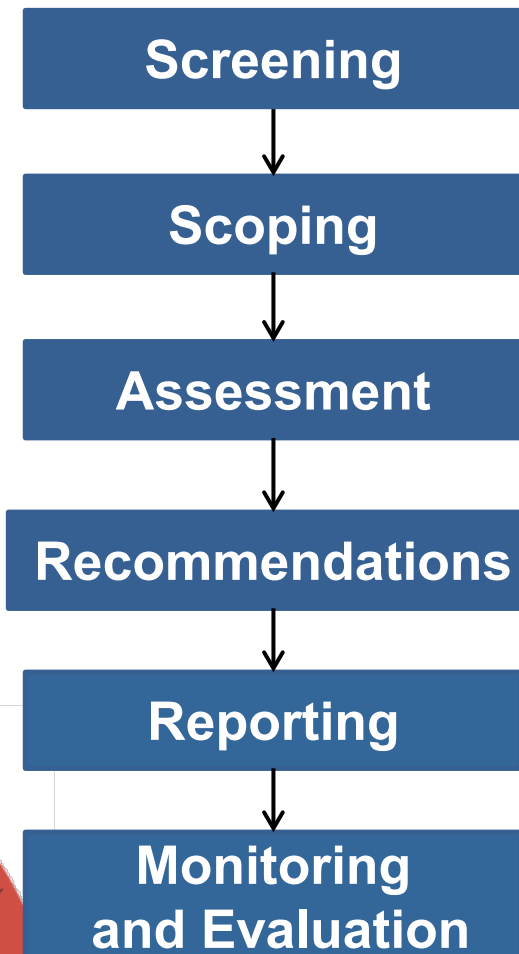 Screening
Scoping
Assessment
Recommendations
Reporting
Monitoring
and Evaluation